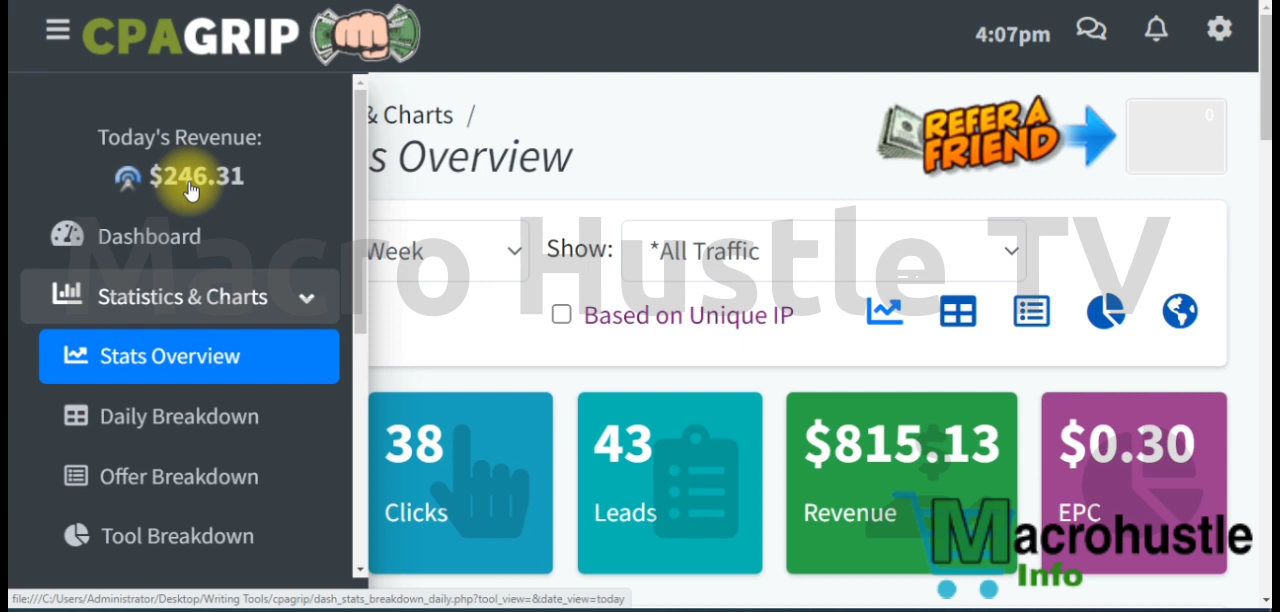 CPAGRIP
4:07pm
Today's Revenue:
$246.31
Dashboard
Statistics & Charts
Stats Overview
Daily Breakdown
Offer Breakdown
Tool Breakdown
& Charts /
s Overview
REFER A
FRIEND
0
Week
Show:
*All Traffic
Based on Unique IP
Macro Hustle TV
38
Clicks
43
Leads
$815.13
Revenue
$0.30
EPC
Macrohustle
Info
file:///C:/Users/Administrator/Desktop/Writing Tools/cpagrip/dash_stats_breakdown_daily.php?tool_view=&date_view=today